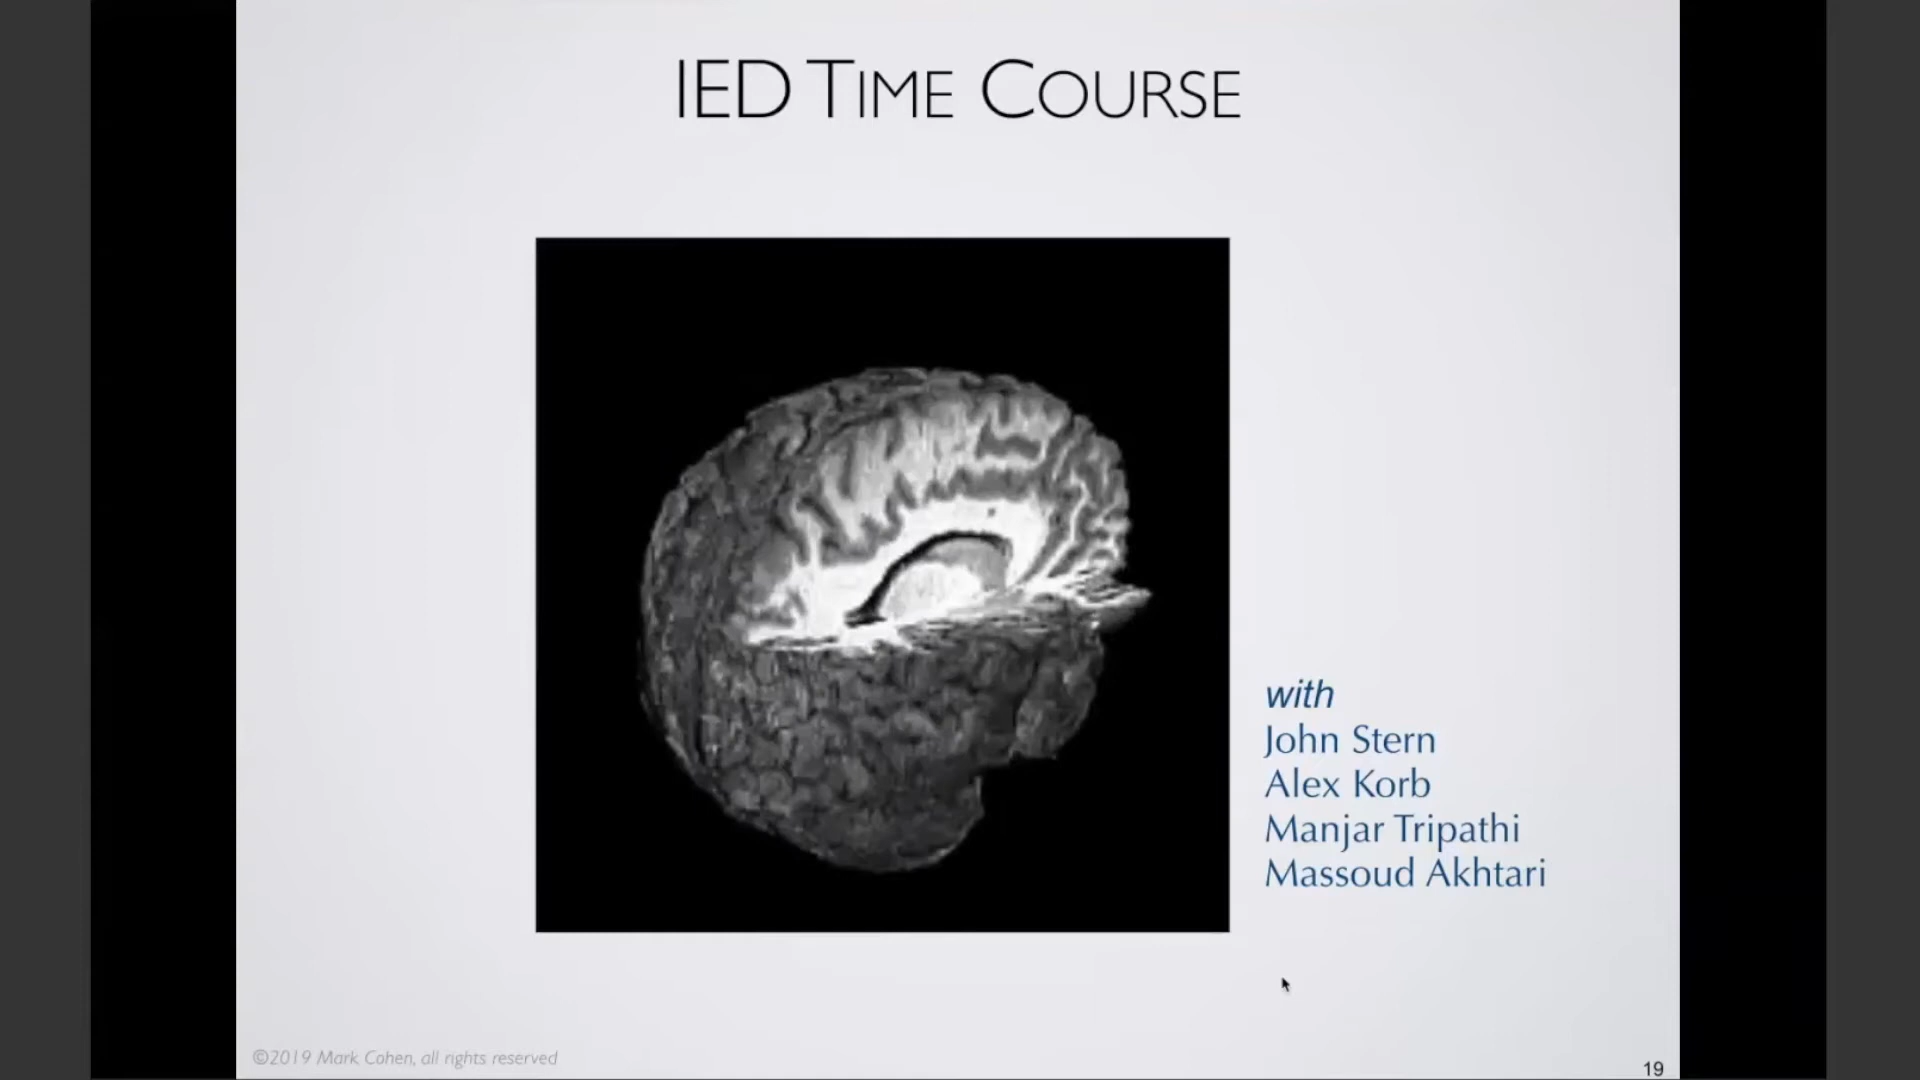 IED TIME COURSE
with
John Stern
Alex Korb
Manjar Tripathi
Massoud Akhtari
©2019 Mark Cohen, all rights reserved
19